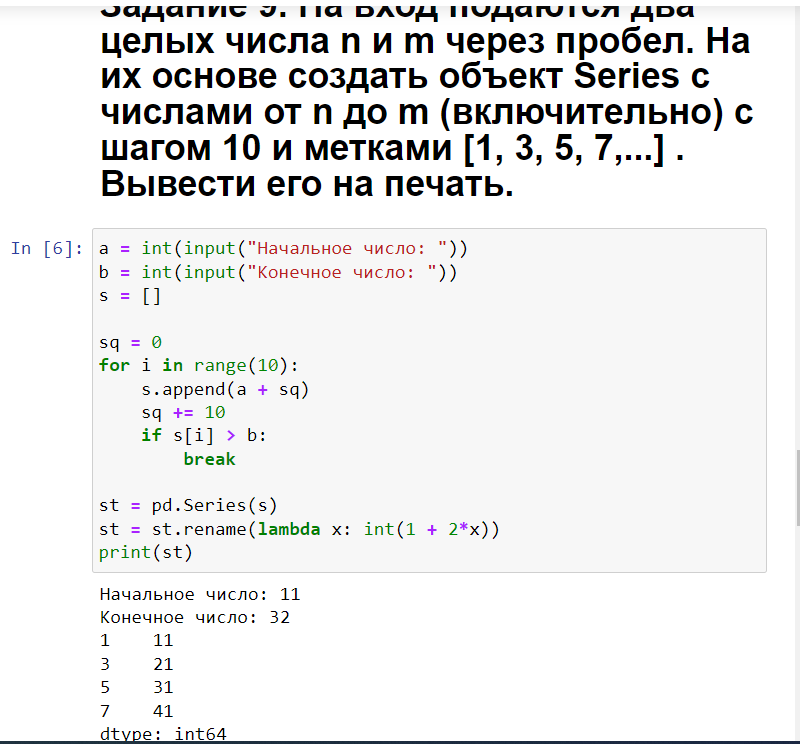 Задание 9. На вход подаются два
целых числа n и m через пробел. На
их основе создать объект Series с
числами от n до m (включительно) с
шагом 10 и метками [1, 3, 5, 7,...] .
Вывести его на печать.
In [6]:
a = int(input("Начальное число: "))
b = int(input("Конечное число: "))
s = []
sq = 0
for i in range(10):
    s.append(a + sq)
    sq += 10
    if s[i] > b:
        break
st = pd.Series(s)
st = st.rename(lambda x: int(1 + 2*x))
print(st)
Начальное число: 11
Конечное число: 32
1    11
3    21
5    31
7    41
dtype: int64